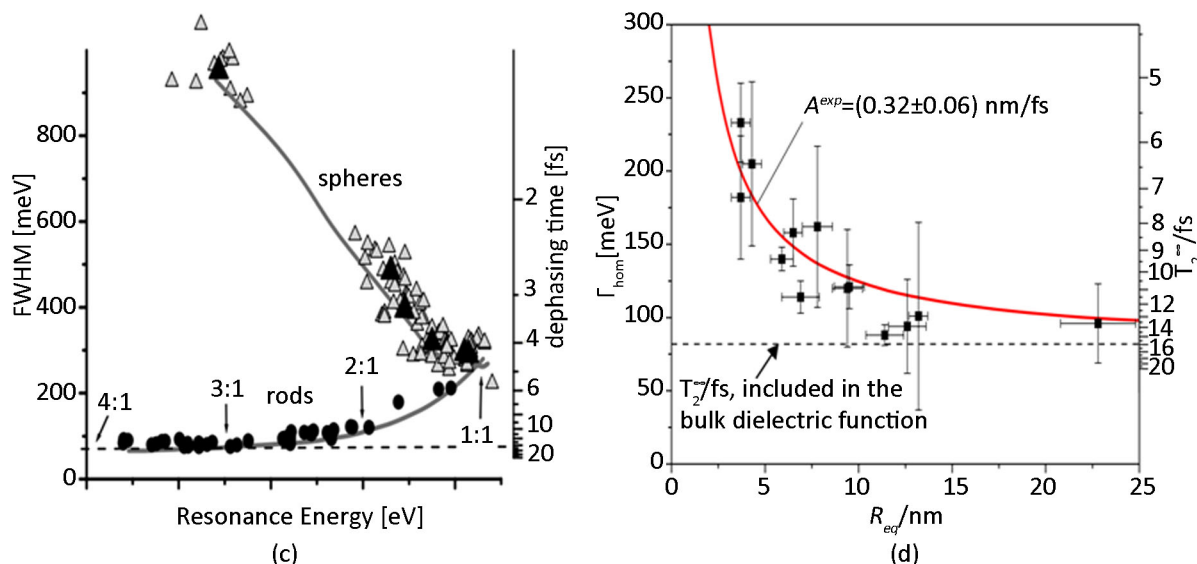 800
600
400
200
0
FWHM [meV]
spheres
rods
4:1
3:1
2:1
1:1
2
3
4
6
10
20
dephasing time [fs]
Resonance Energy [eV]
(c)
300
250
200
150
100
50
0
Γhom[meV]
A^exp=(0.32±0.06) nm/fs
T₂^∞/fs, included in the
bulk dielectric function
5
6
7
8
9
10
12
14
16
20
T₂^∞/fs
0
5
10
15
20
25
R_eq/nm
(d)